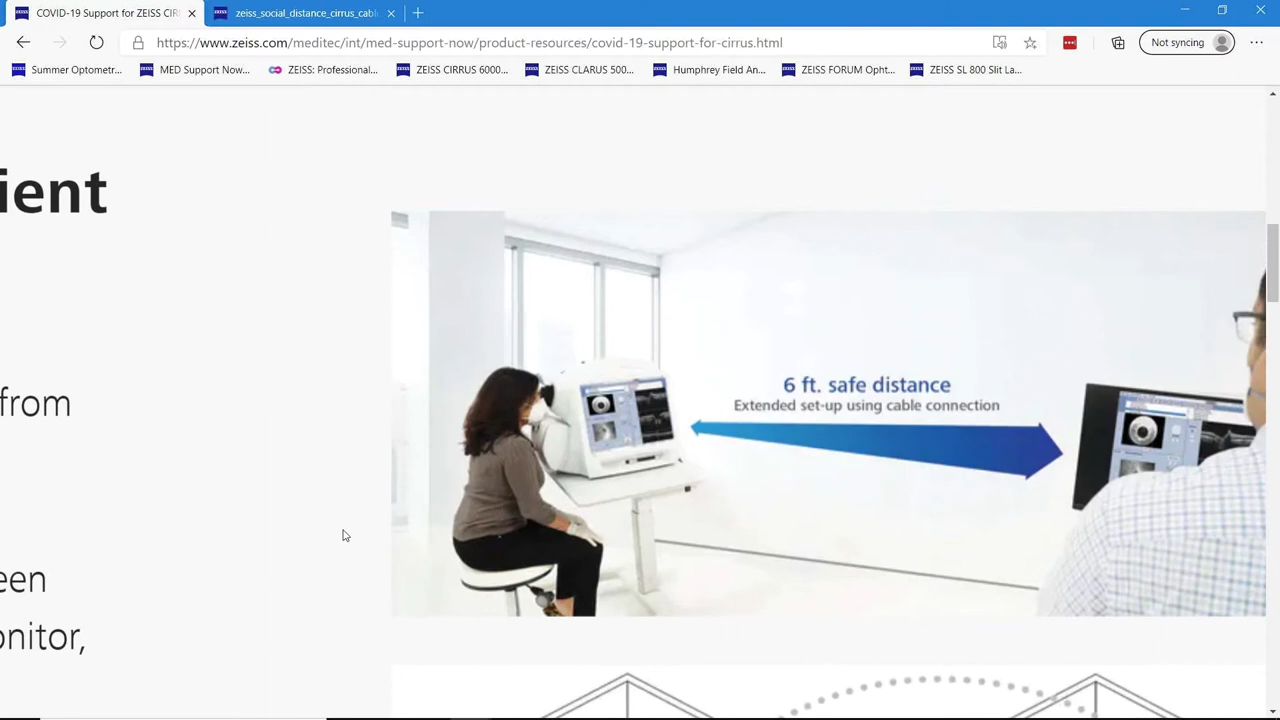 COVID-19 Support for ZEISS CIR
zeiss_social_distance_cirrus_cabl
https://www.zeiss.com/meditec/int/med-support-now/product-resources/covid-19-support-for-cirrus.html
Not syncing
Summer Optometr...
MED Support Now...
ZEISS: Professional...
ZEISS CIRRUS 6000...
ZEISS CLARUS 500...
Humphrey Field An...
ZEISS FORUM Opht...
ZEISS SL 800 Slit La...
ient
from
een
onitor,
6 ft. safe distance
Extended set-up using cable connection